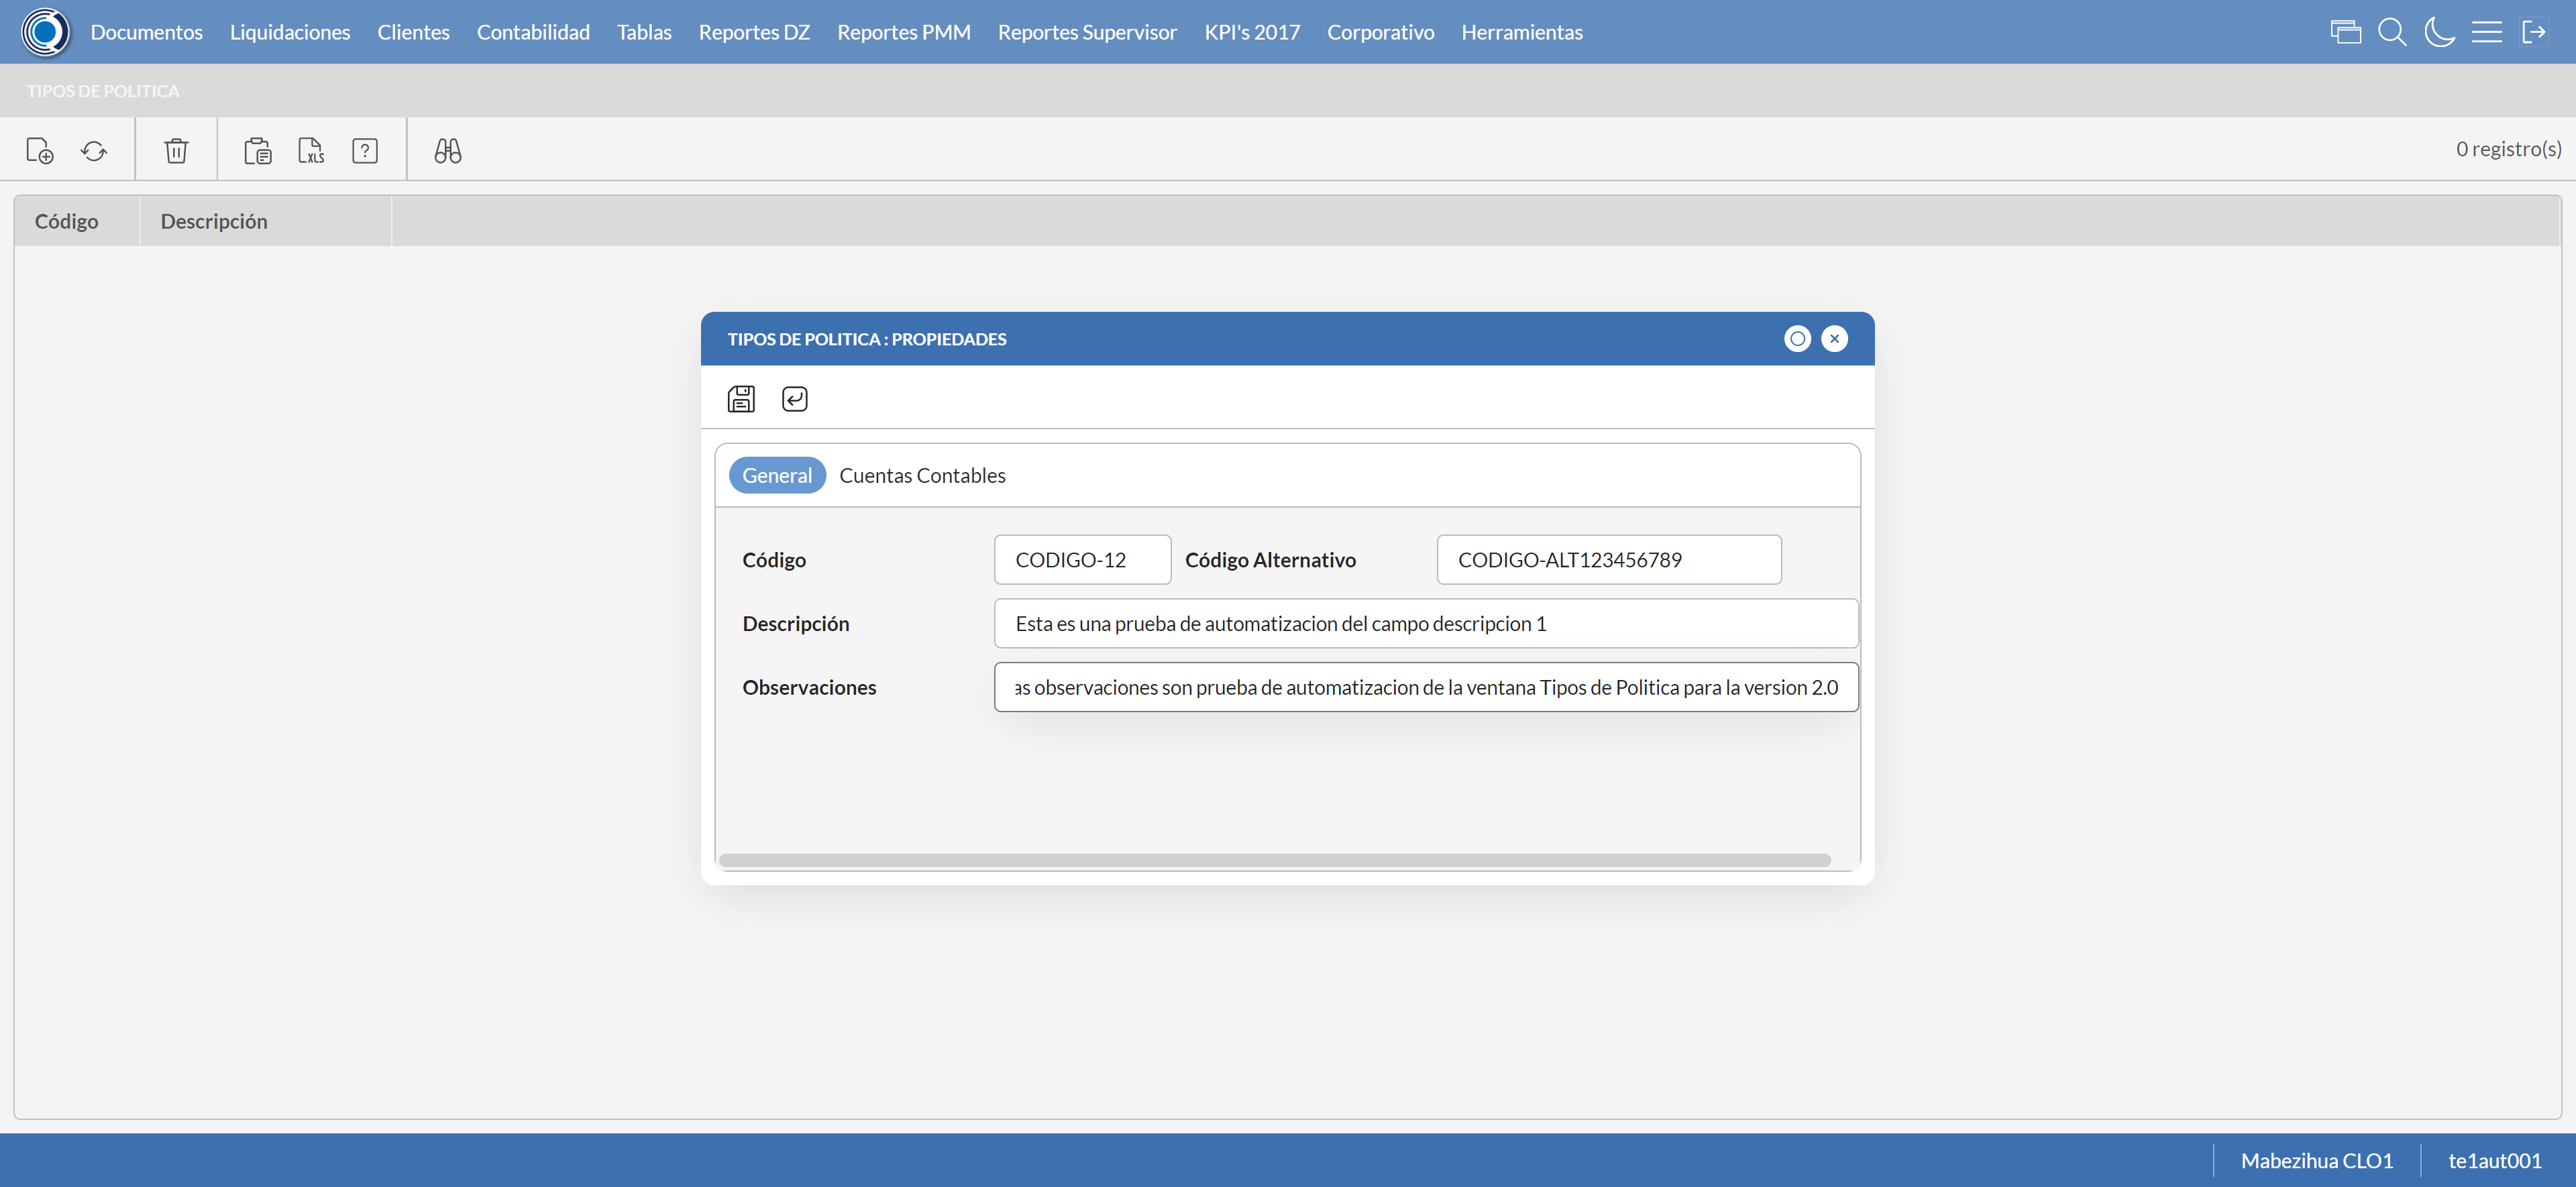 Documentos Liquidaciones Clientes Contabilidad Tablas Reportes DZ Reportes PMM Reportes Supervisor KPI's 2017 Corporativo Herramientas
TIPOS DE POLITICA
XLS ? 0 registro(s)
Código Descripción
TIPOS DE POLITICA : PROPIEDADES
General Cuentas Contables
Código CODIGO-12 Código Alternativo CODIGO-ALT123456789
Descripción Esta es una prueba de automatizacion del campo descripcion 1
Observaciones as observaciones son prueba de automatizacion de la ventana Tipos de Politica para la version 2.0
Mabezihua CLO1 te1aut001